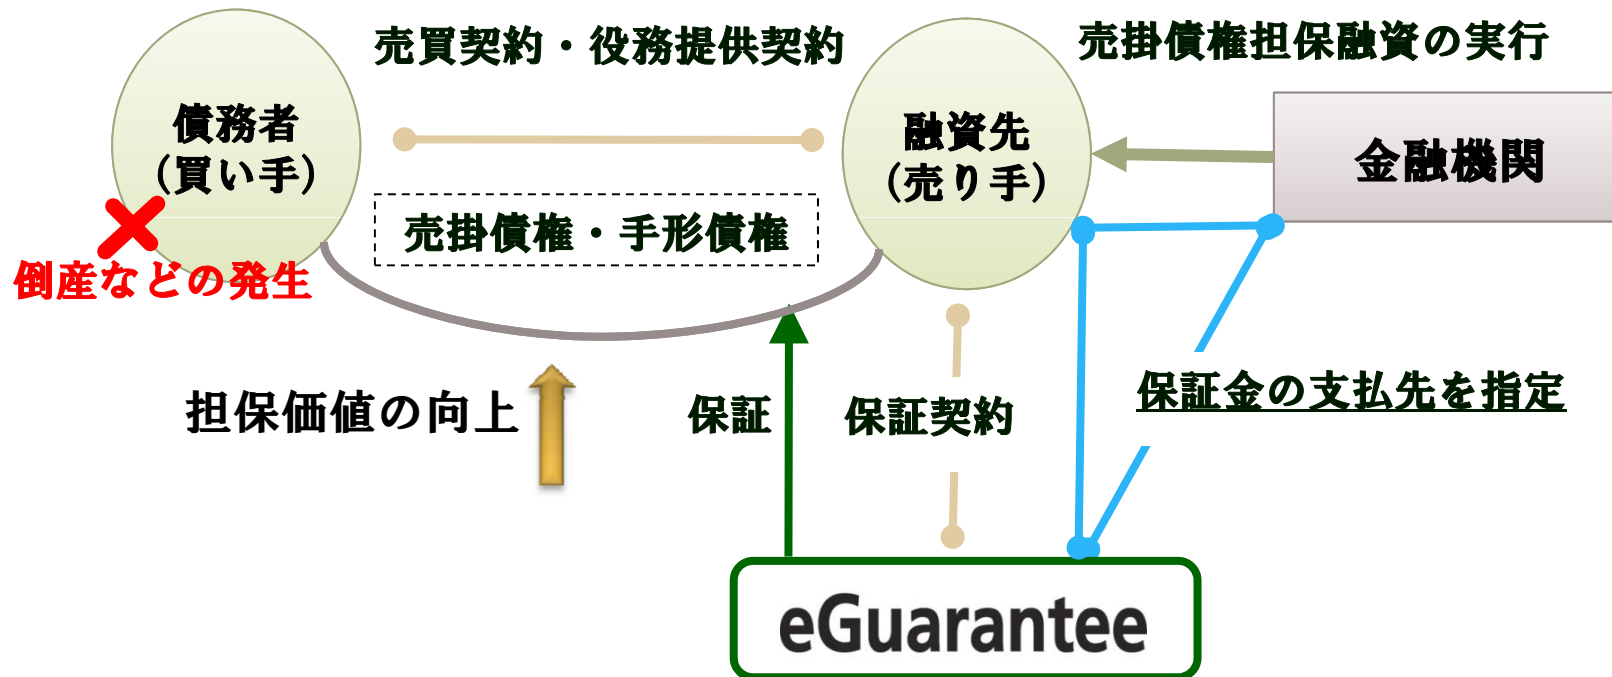 売買契約・役務提供契約
売掛債権担保融資の実行
債務者
（買い手）
融資先
（売り手）
金融機関
売掛債権・手形債権
倒産などの発生
担保価値の向上
保証
保証契約
保証金の支払先を指定
eGuarantee